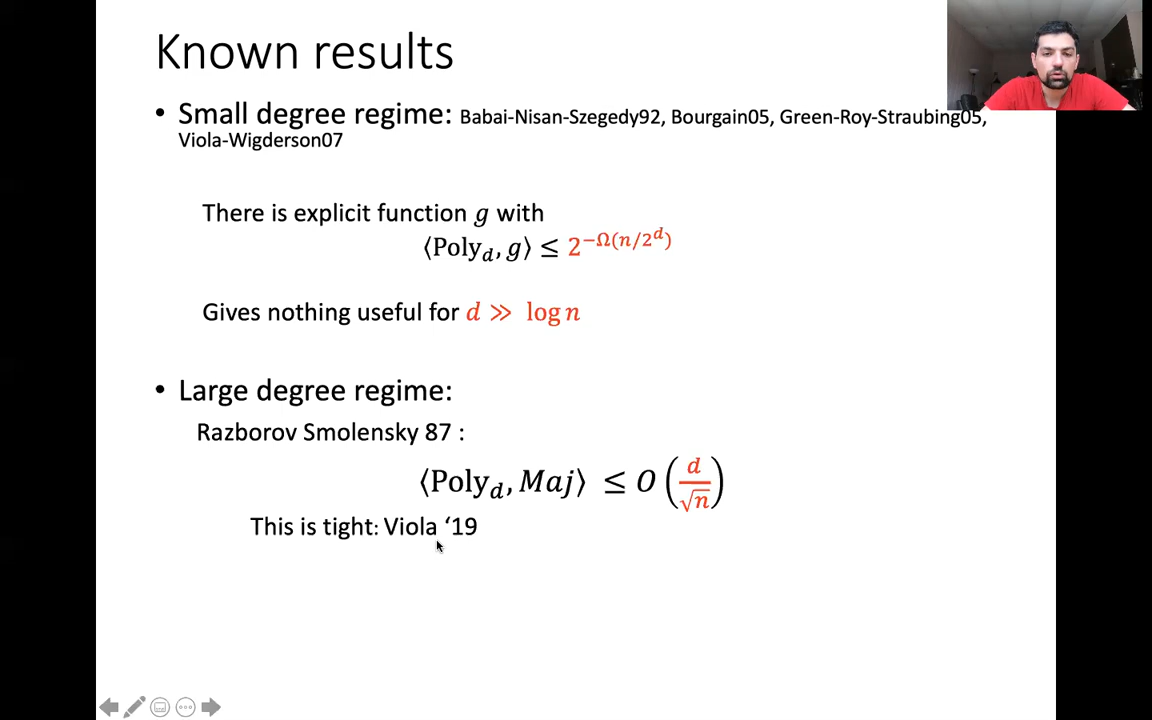 Known results
• Small degree regime: Babai-Nisan-Szegedy92, Bourgain05, Green-Roy-Straubing05,
Viola-Wigderson07
There is explicit function g with
⟨Poly_d, g⟩ ≤ 2^{−Ω(n/2^d)}
Gives nothing useful for d ≫ log n
• Large degree regime:
Razborov Smolensky 87 :
⟨Poly_d, Maj⟩ ≤ O(d/√n)
This is tight: Viola ‘19